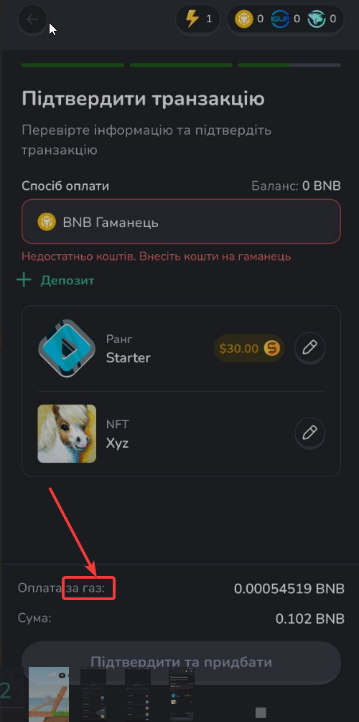 1 0 0 0
Підтвердити транзакцію
Перевірте інформацію та підтвердіть
транзакцію
Спосіб оплати Баланс: 0 BNB
BNB Гаманець
Недостатньо коштів. Внесіть кошти на гаманець
+ Депозит
Ранг
Starter
$30.00 S
NFT
Xyz
Оплата за газ: 0.00054519 BNB
Сума: 0.102 BNB
Підтвердити та придбати
2